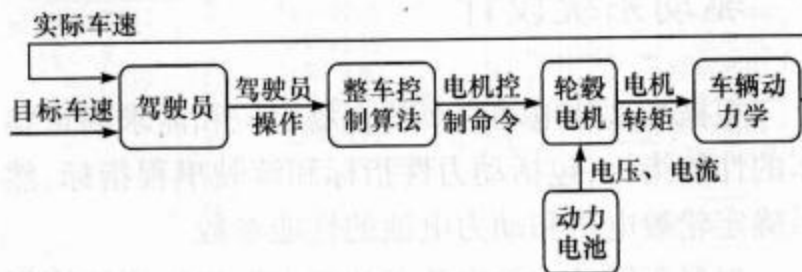 实际车速
目标车速
驾驶员
驾驶员
操作
整车控
制算法
电机控
制命令
轮毂
电机
电机
转矩
车辆动
力学
电压、电流
动力
电池